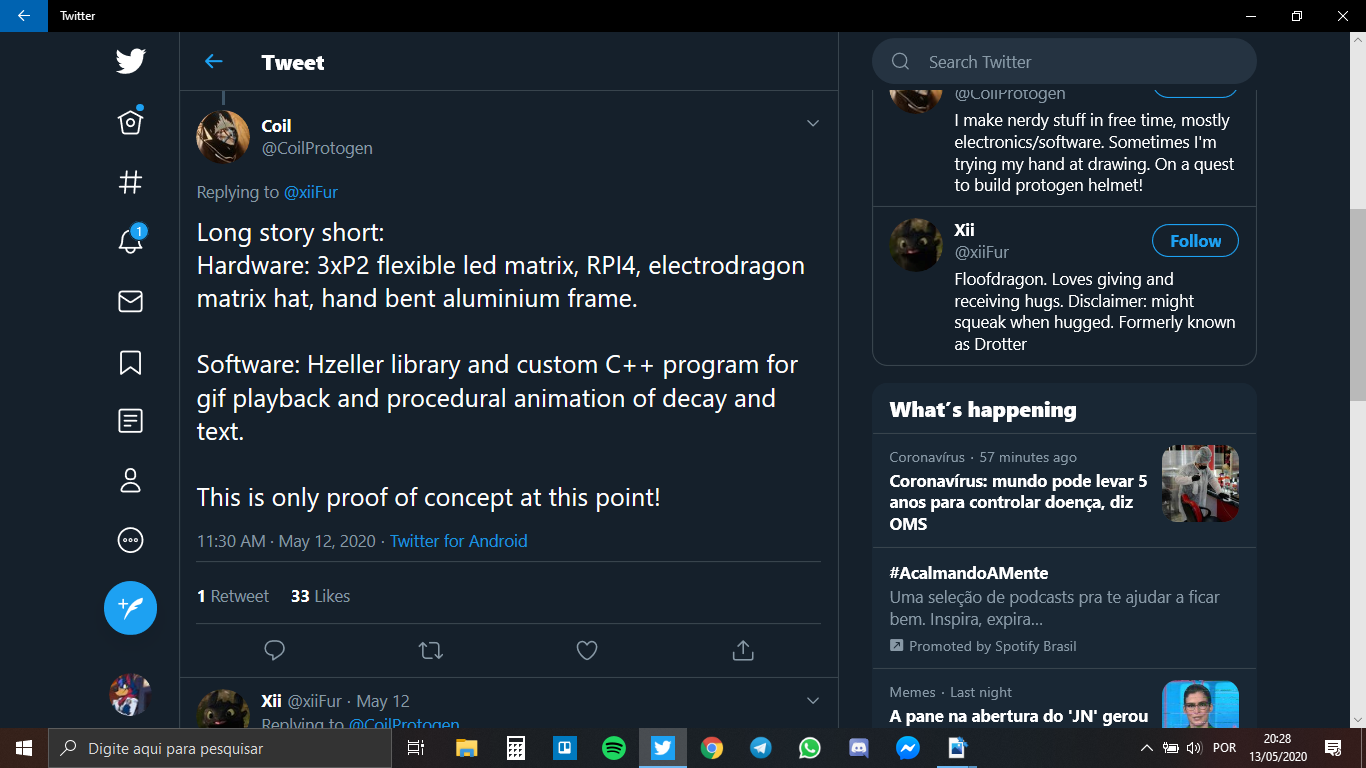 Twitter
Tweet
Search Twitter
Coil
@CoilProtogen
Replying to @xiiFur
Long story short:
Hardware: 3xP2 flexible led matrix, RPI4, electrodragon
matrix hat, hand bent aluminium frame.
Software: Hzeller library and custom C++ program for
gif playback and procedural animation of decay and
text.
This is only proof of concept at this point!
11:30 AM · May 12, 2020 · Twitter for Android
1 Retweet 33 Likes
Xii @xiiFur · May 12
Replying to @CoilProtogen
1
@CoilProtogen
I make nerdy stuff in free time, mostly
electronics/software. Sometimes I'm
trying my hand at drawing. On a quest
to build protogen helmet!
Xii
@xiiFur
Follow
Floofdragon. Loves giving and
receiving hugs. Disclaimer: might
squeak when hugged. Formerly known
as Drotter
What's happening
Coronavírus · 57 minutes ago
Coronavírus: mundo pode levar 5
anos para controlar doença, diz
OMS
#AcalmandoAMente
Uma seleção de podcasts pra te ajudar a ficar
bem. Inspira, expira...
Promoted by Spotify Brasil
Memes · Last night
A pane na abertura do 'JN' gerou
Digite aqui para pesquisar
POR
20:28
13/05/2020